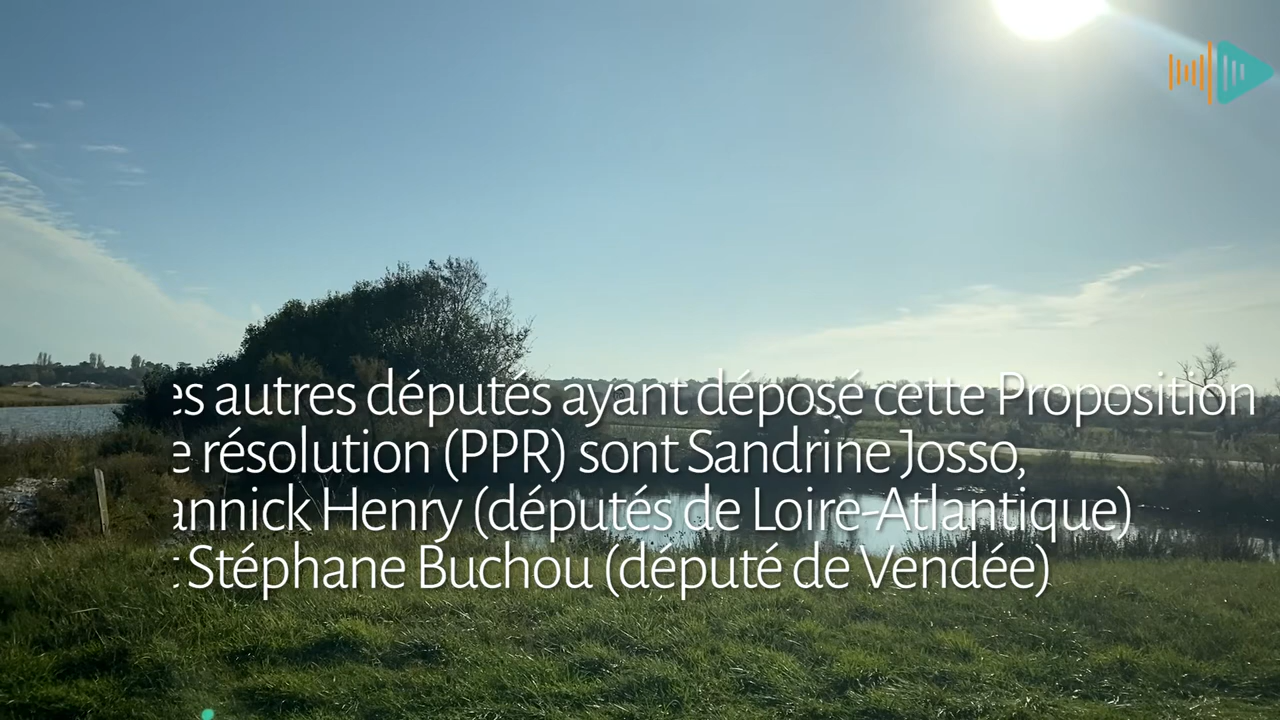 es autres députés ayant déposé cette Proposition
e résolution (PPR) sont Sandrine Josso,
annick Henry (députés de Loire-Atlantique)
Stéphane Buchou (député de Vendée)